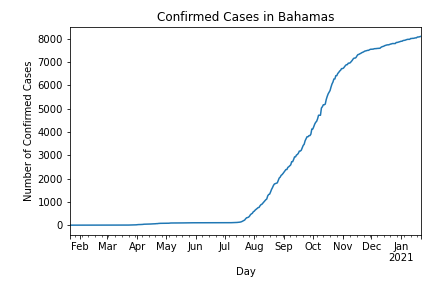 Confirmed Cases in Bahamas
8000
7000
6000
5000
4000
3000
2000
1000
0
Number of Confirmed Cases
Feb Mar Apr May Jun Jul Aug Sep Oct Nov Dec Jan
2021
Day